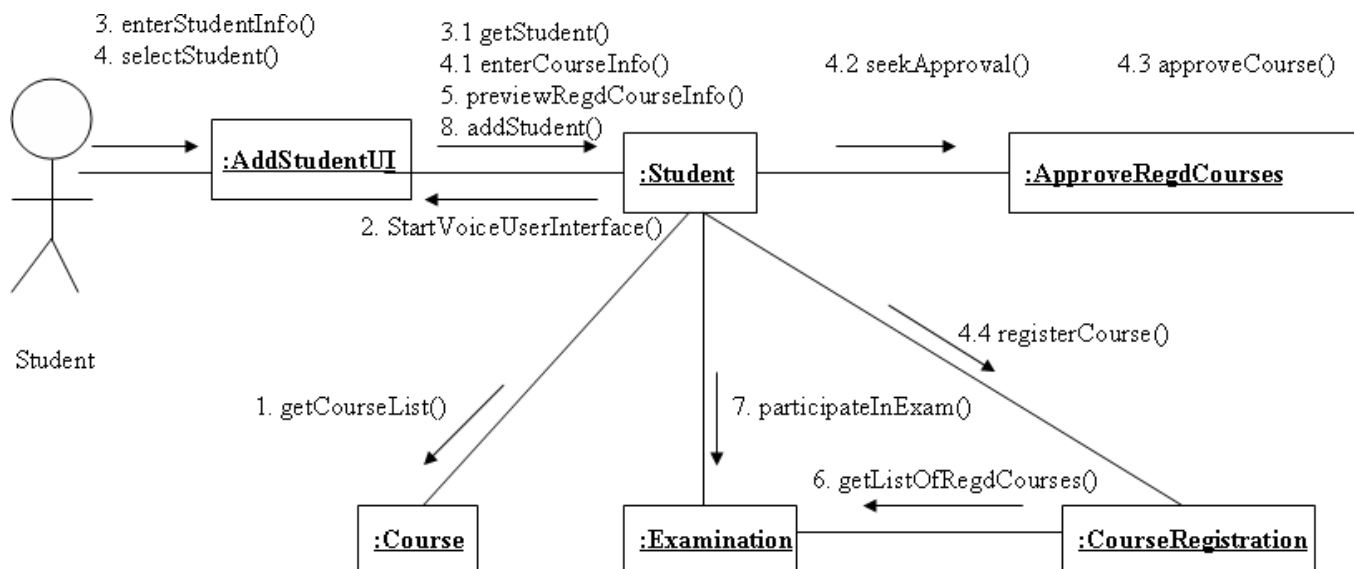 3. enterStudentInfo()
4. selectStudent()
3.1 getStudent()
4.1 enterCourseInfo()
5. previewRegdCourseInfo()
8. addStudent()
4.2 seekApproval()
4.3 approveCourse()
:AddStudentUI
:Student
:ApproveRegdCourses
2. StartVoiceUserInterface()
Student
4.4 registerCourse()
1. getCourseList()
7. participateInExam()
6. getListOfRegdCourses()
:Course
:Examination
:CourseRegistration